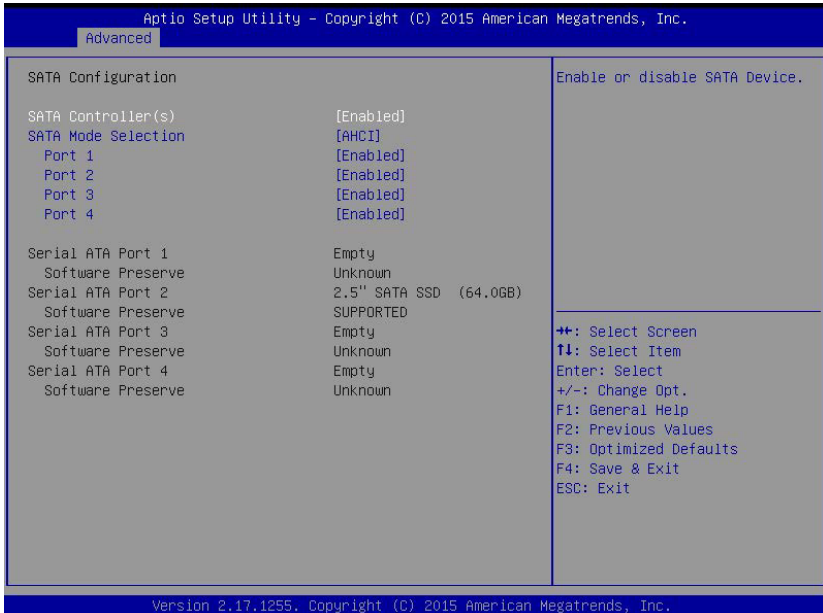 Aptio Setup Utility – Copyright (C) 2015 American Megatrends, Inc.
Advanced
SATA Configuration
SATA Controller(s) [Enabled]
SATA Mode Selection [AHCI]
Port 1 [Enabled]
Port 2 [Enabled]
Port 3 [Enabled]
Port 4 [Enabled]
Serial ATA Port 1 Empty
Software Preserve Unknown
Serial ATA Port 2 2.5" SATA SSD (64.0GB)
Software Preserve SUPPORTED
Serial ATA Port 3 Empty
Software Preserve Unknown
Serial ATA Port 4 Empty
Software Preserve Unknown
Enable or disable SATA Device.
→←: Select Screen
↑↓: Select Item
Enter: Select
+/-: Change Opt.
F1: General Help
F2: Previous Values
F3: Optimized Defaults
F4: Save & Exit
ESC: Exit
Version 2.17.1255. Copyright (C) 2015 American Megatrends, Inc.